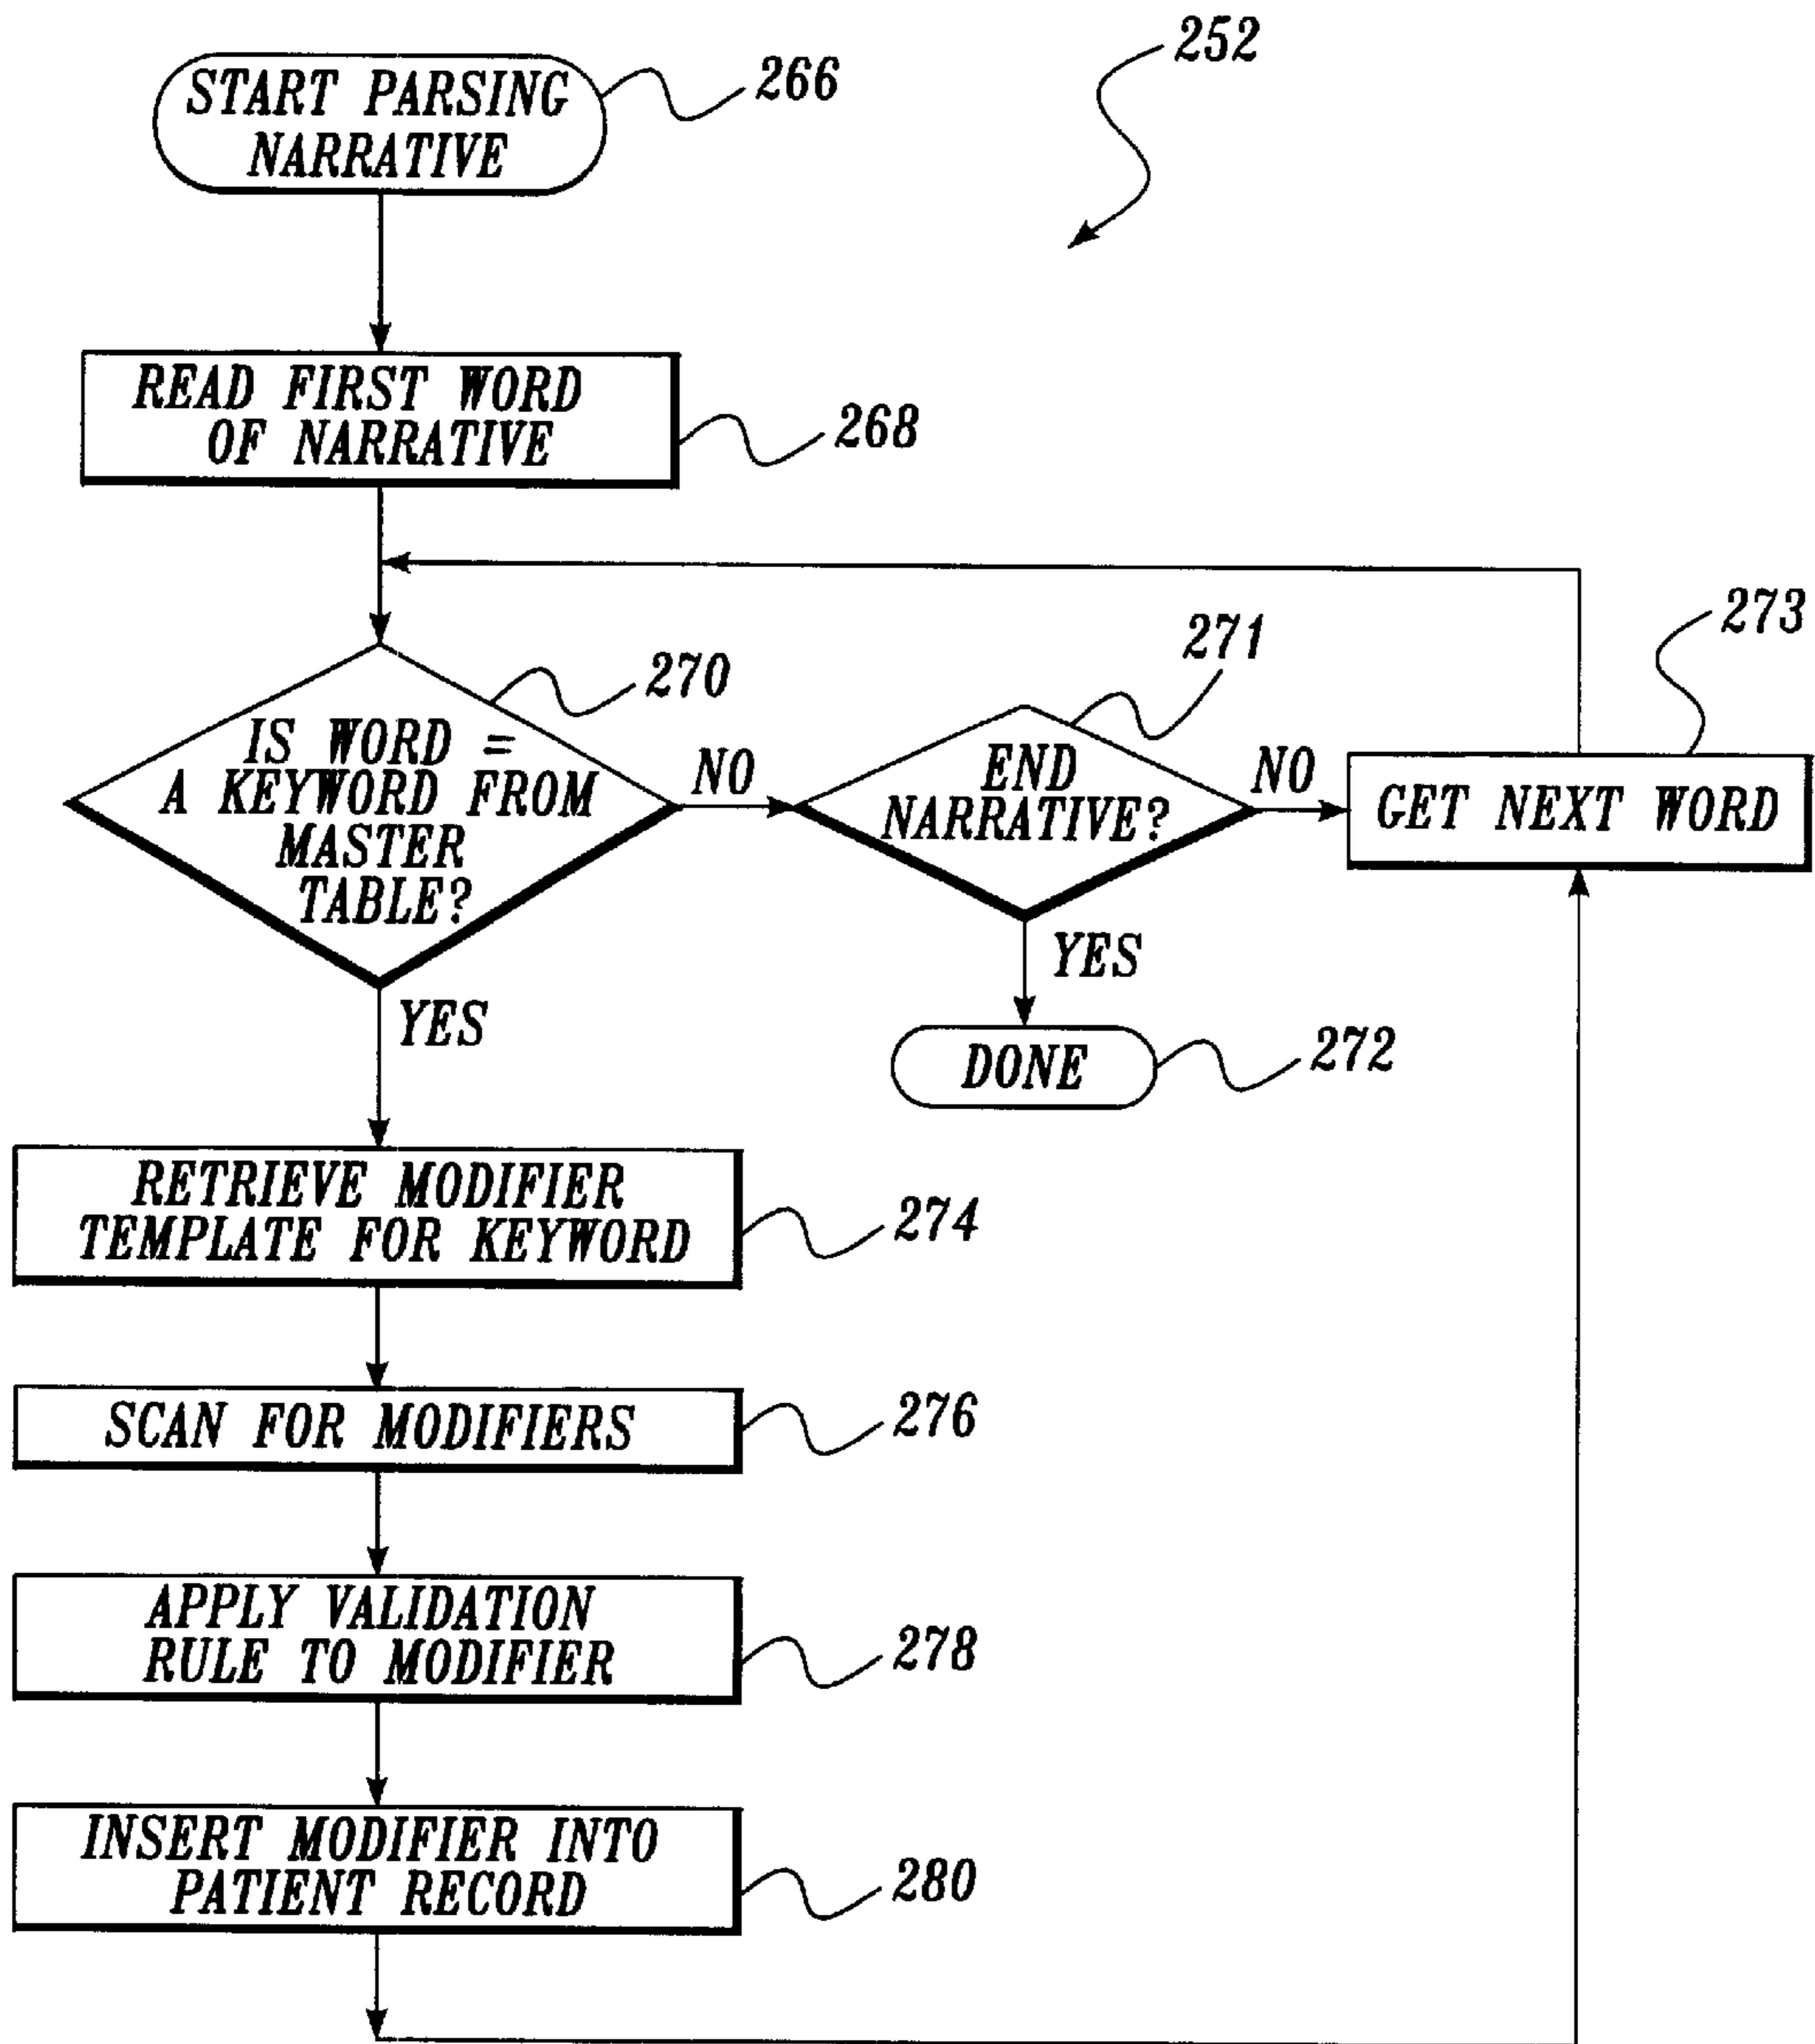 252
START PARSING
NARRATIVE
266
READ FIRST WORD
OF NARRATIVE
268
IS WORD =
A KEYWORD FROM
MASTER
TABLE?
270
NO
END
NARRATIVE?
271
NO
GET NEXT WORD
273
YES
DONE
272
YES
RETRIEVE MODIFIER
TEMPLATE FOR KEYWORD
274
SCAN FOR MODIFIERS
276
APPLY VALIDATION
RULE TO MODIFIER
278
INSERT MODIFIER INTO
PATIENT RECORD
280